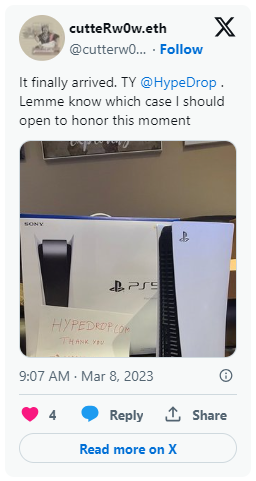 cutteRw0w.eth
@cutterw0... · Follow
It finally arrived. TY @HypeDrop .
Lemme know which case I should
open to honor this moment
SONY
PS5
HYPEDROP.COM
THANK YOU
9:07 AM · Mar 8, 2023
4
Reply
Share
Read more on X